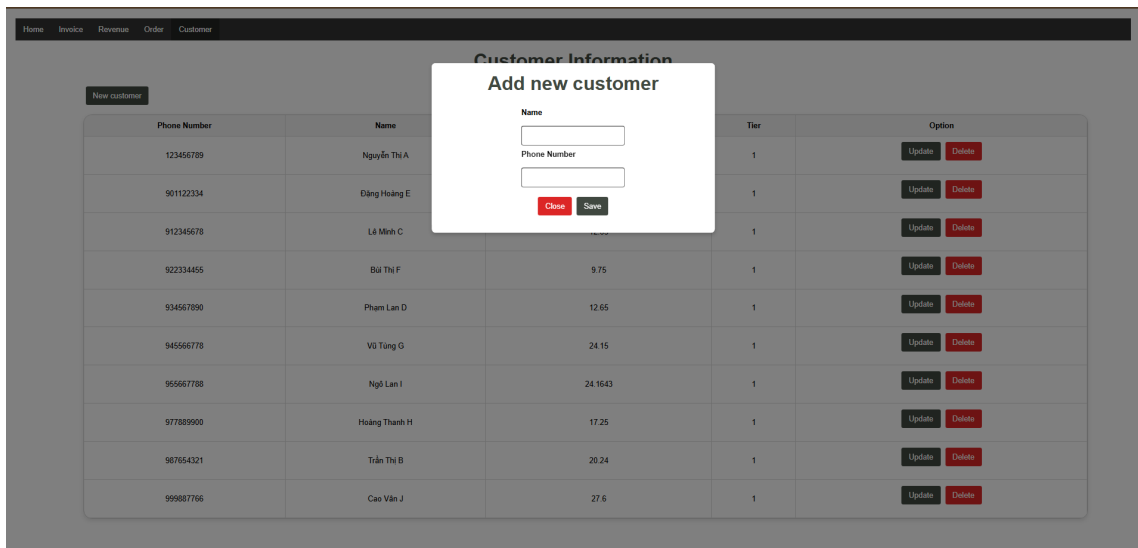 Home Invoice Revenue Order Customer
Customer Information
Add new customer
New customer
Name
Phone Number
Close Save
Phone Number Name Tier Option
123456789 Nguyễn Thị A 1 Update Delete
901122334 Đặng Hoàng E 1 Update Delete
912345678 Lê Minh C 1 Update Delete
922334455 Bùi Thị F 9.75 1 Update Delete
934567890 Phạm Lan D 12.65 1 Update Delete
945566778 Vũ Tùng G 24.15 1 Update Delete
955667788 Ngô Lan I 24.1643 1 Update Delete
977889900 Hoàng Thanh H 17.25 1 Update Delete
987654321 Trần Thị B 20.24 1 Update Delete
999887766 Cao Văn J 27.6 1 Update Delete